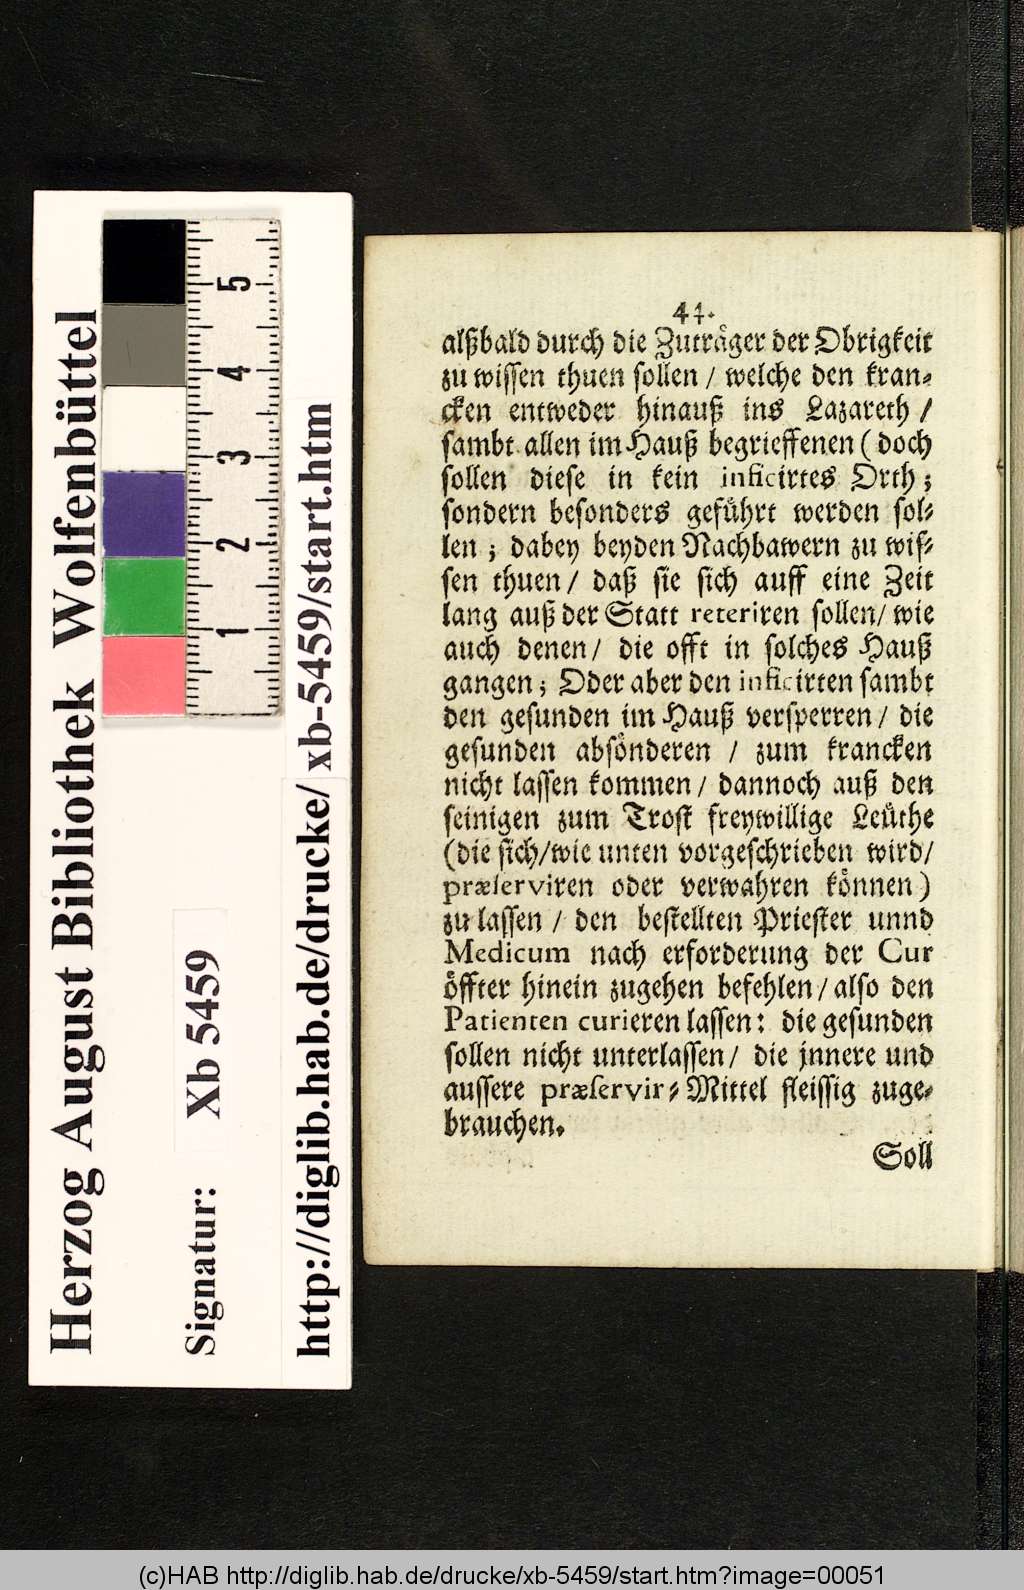 44.
alßbald durch die Zuträger der Obrigkeit
zu wissen thuen sollen / welche den kran-
cken entweder hinauß ins Lazareth /
sambt allen im Hauß begrieffenen (doch
sollen diese in kein inficirtes Orth;
sondern besonders geführt werden sol-
len ; dabey beyden Nachbawern zu wis-
sen thuen / daß sie sich auff eine Zeit
lang auß der Statt reteriren sollen / wie
auch denen / die offt in solches Hauß
gangen ; Oder aber den inficirten sambt
den gesunden im Hauß versperren / die
gesunden absönderen / zum krancken
nicht lassen kommen / dannoch auß den
seinigen zum Trost freywillige Leüthe
(die sich / wie unten vorgeschrieben wird /
præserviren oder verwahren können)
zu lassen / den bestellten Priester unnd
Medicum nach erforderung der Cur
öffter hinein zugehen befehlen / also den
Patienten curieren lassen: die gesunden
sollen nicht unterlassen / die jnnere und
aussere præservir-Mittel fleissig zuge-
brauchen.
Soll
Herzog August Bibliothek Wolfenbüttel
Signatur: Xb 5459
http://diglib.hab.de/drucke/xb-5459/start.htm
1 2 3 4 5
(c)HAB http://diglib.hab.de/drucke/xb-5459/start.htm?image=00051